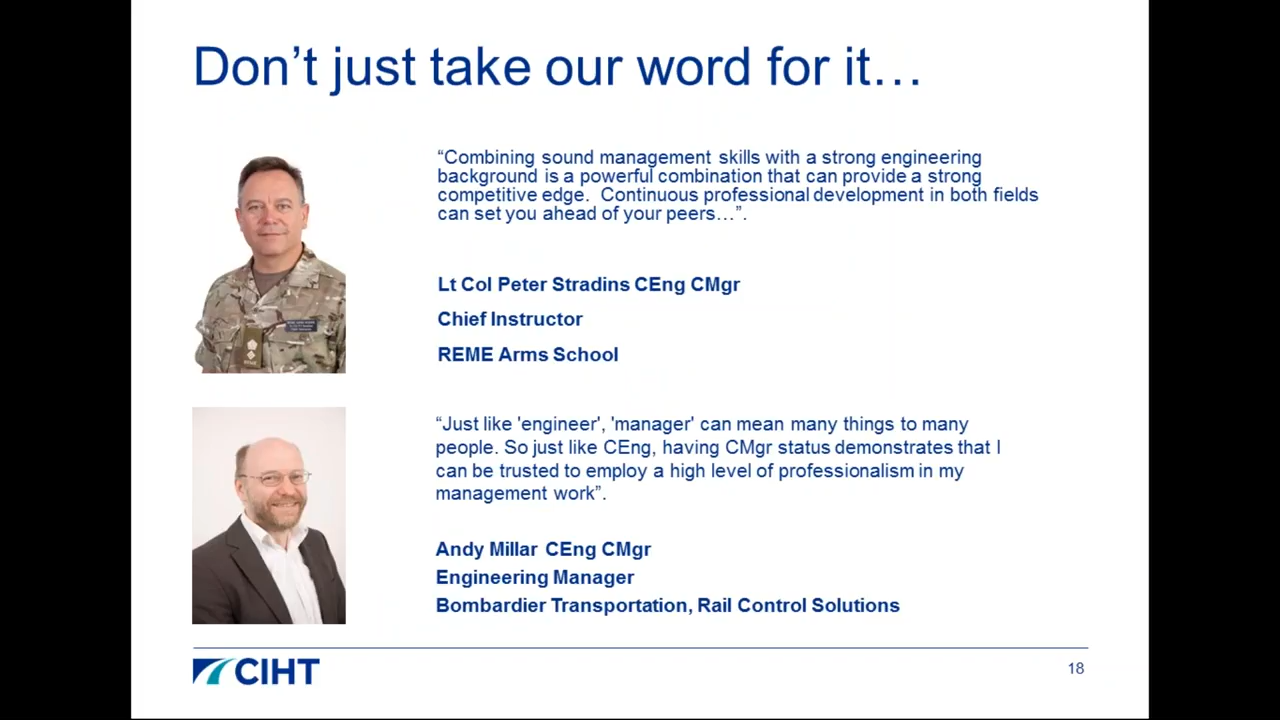 Don’t just take our word for it…
“Combining sound management skills with a strong engineering
background is a powerful combination that can provide a strong
competitive edge.  Continuous professional development in both fields
can set you ahead of your peers…”.
Lt Col Peter Stradins CEng CMgr
Chief Instructor
REME Arms School
“Just like 'engineer', 'manager' can mean many things to many
people. So just like CEng, having CMgr status demonstrates that I
can be trusted to employ a high level of professionalism in my
management work”.
Andy Millar CEng CMgr
Engineering Manager
Bombardier Transportation, Rail Control Solutions
CIHT
18